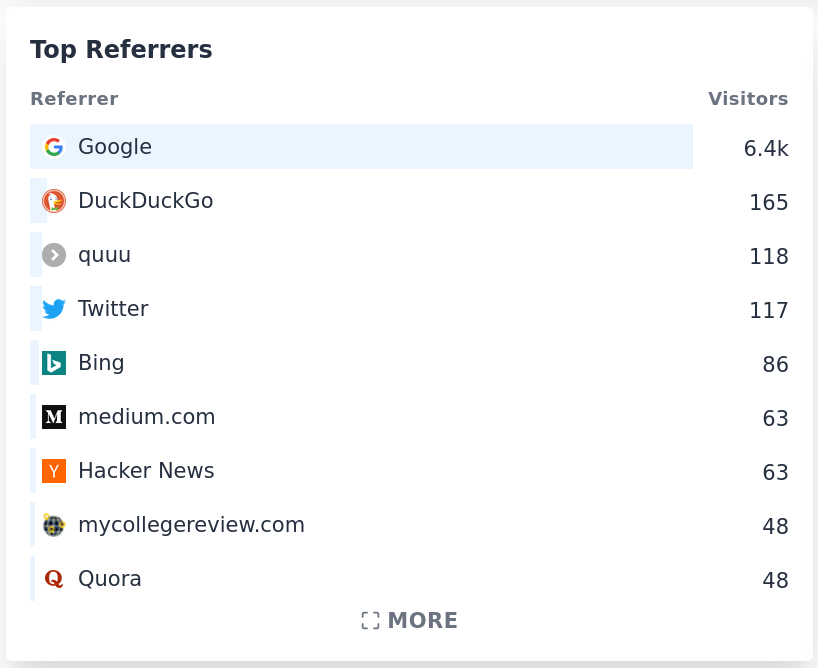 Top Referrers
Referrer Visitors
Google 6.4k
DuckDuckGo 165
quuu 118
Twitter 117
Bing 86
M medium.com 63
Y Hacker News 63
mycollegereview.com 48
Q Quora 48
MORE